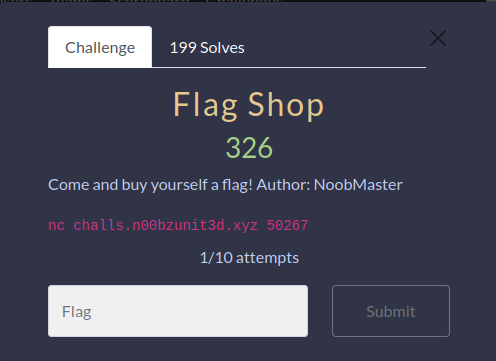 Challenge
199 Solves
Flag Shop
326
Come and buy yourself a flag! Author: NoobMaster
nc challs.n00bzunit3d.xyz 50267
1/10 attempts
Flag
Submit